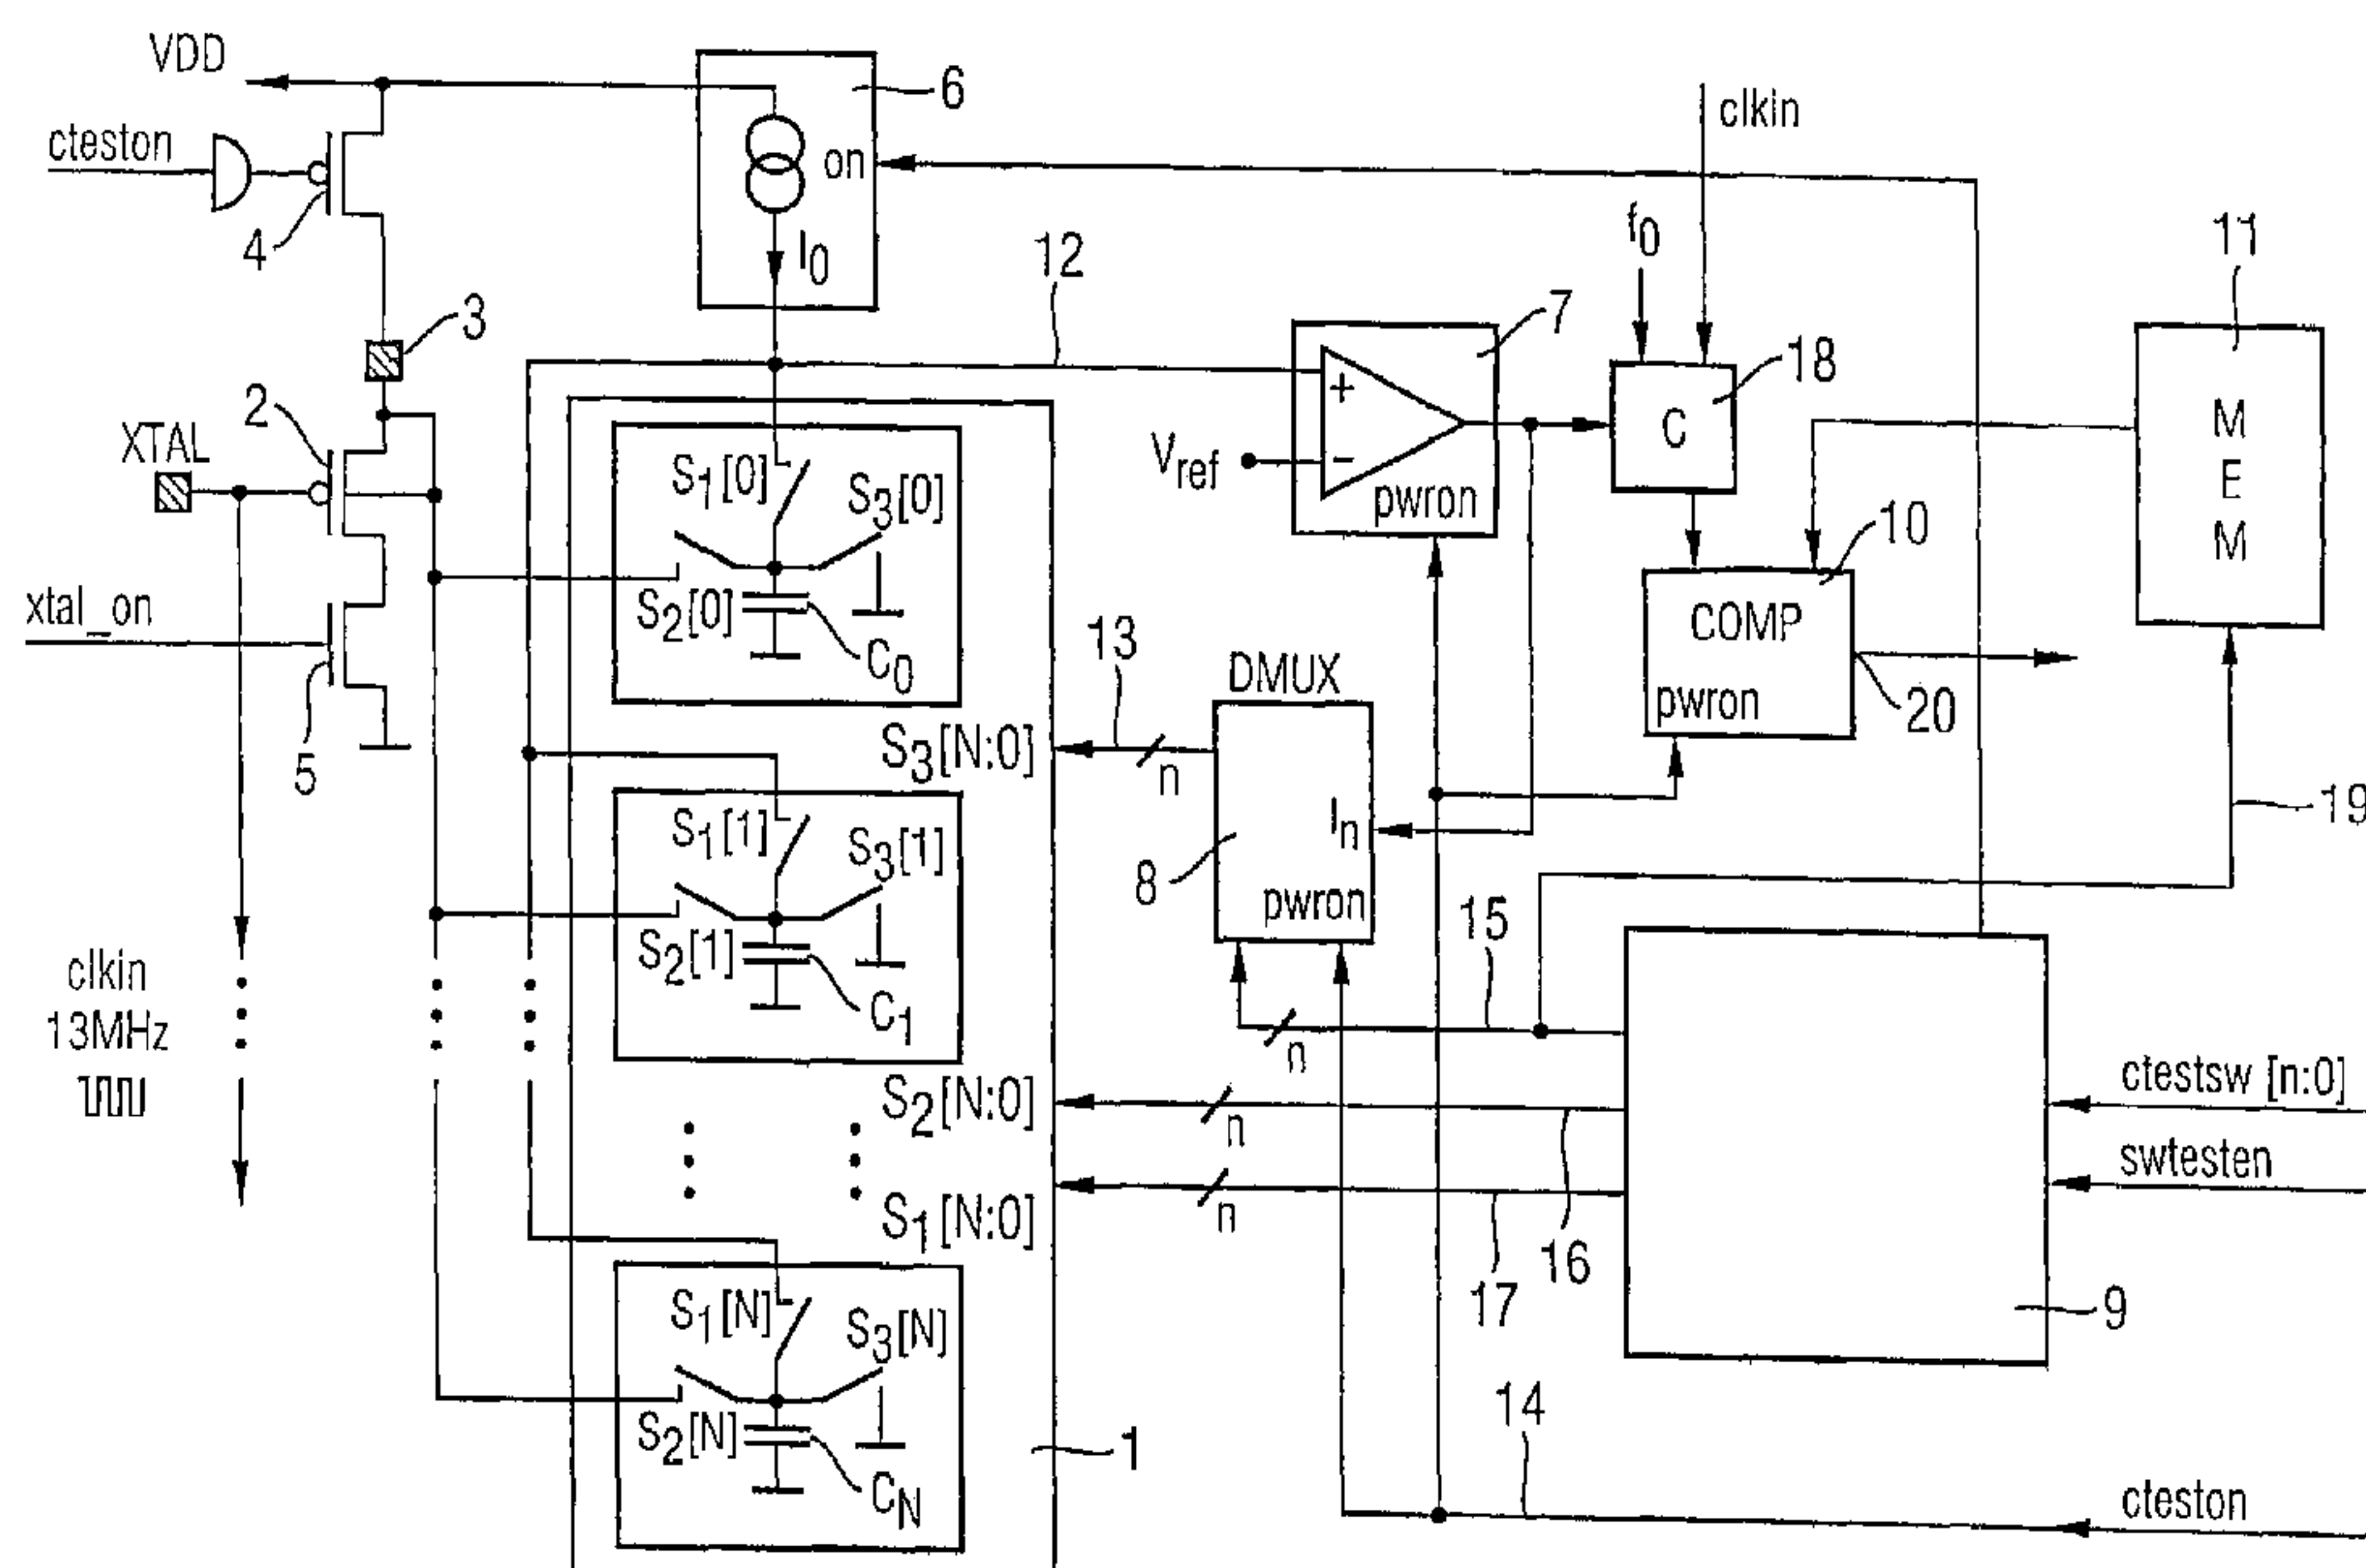 VDD
6
cteston
on
clkin
4
I0
12
f0
11
3
7
18
2
XTAL
+
C
M
E
M
S1[0]
S3[0]
Vref
−
pwron
10
xtal_on
S2[0]
C0
13
DMUX
COMP
pwron
20
5
S3[N:0]
n
19
S1[1]
S3[1]
8
In
pwron
15
S2[1]
C1
clkin
13MHz
n
ctestsw [n:0]
S2[N:0]
n
swtesten
S1[N:0]
n
16
17
9
S1[N]
S3[N]
S2[N]
CN
1
14
cteston